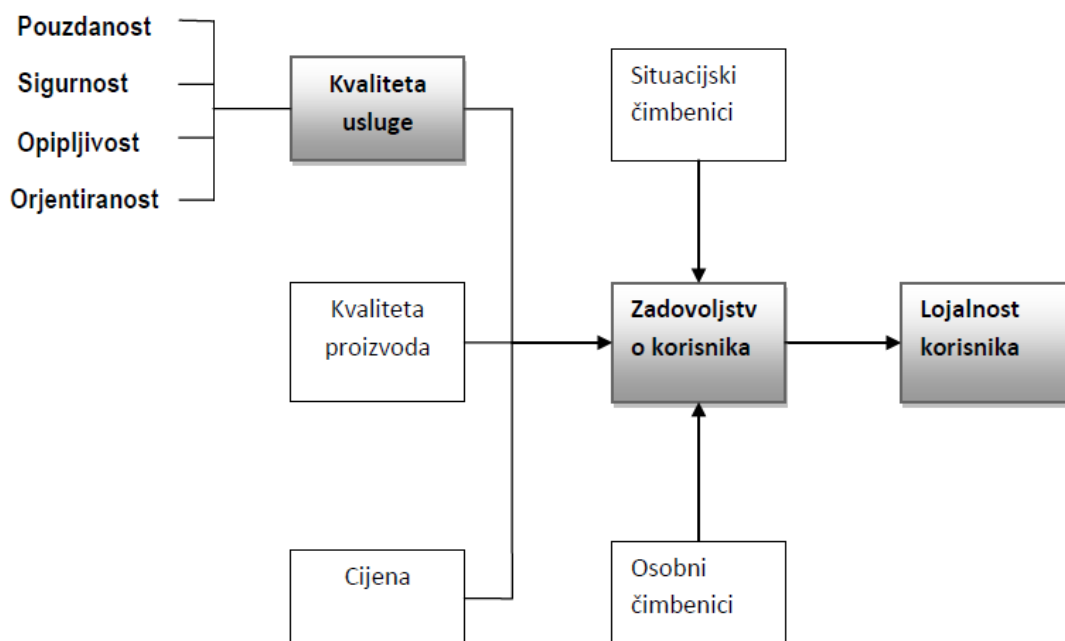 Pouzdanost
Sigurnost
Opipljivost
Orjentiranost
Kvaliteta
usluge
Kvaliteta
proizvoda
Cijena
Situacijski
čimbenici
Zadovoljstv
o korisnika
Osobni
čimbenici
Lojalnost
korisnika